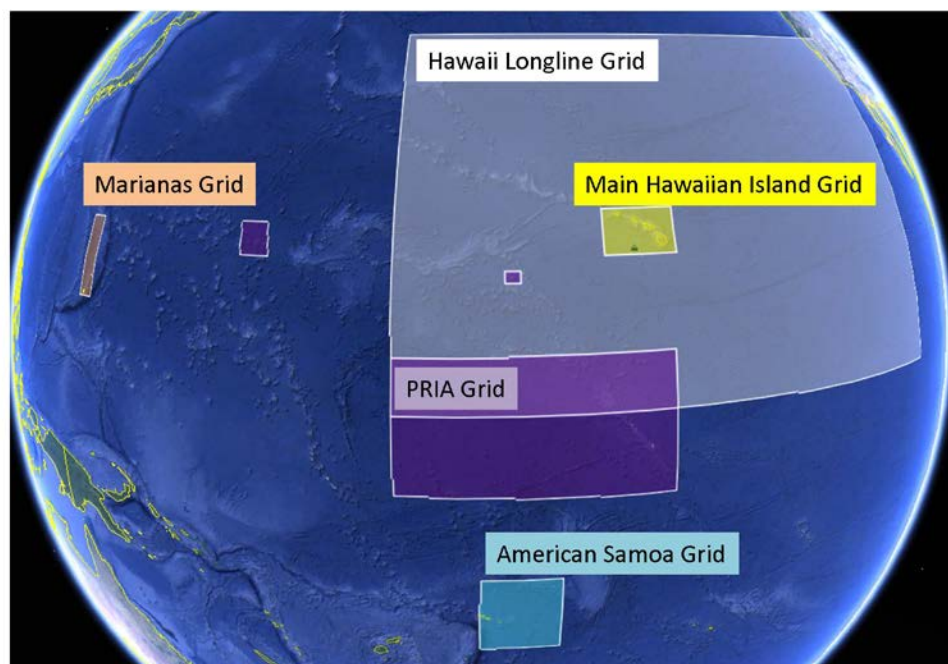 Hawaii Longline Grid
Marianas Grid
Main Hawaiian Island Grid
PRIA Grid
American Samoa Grid